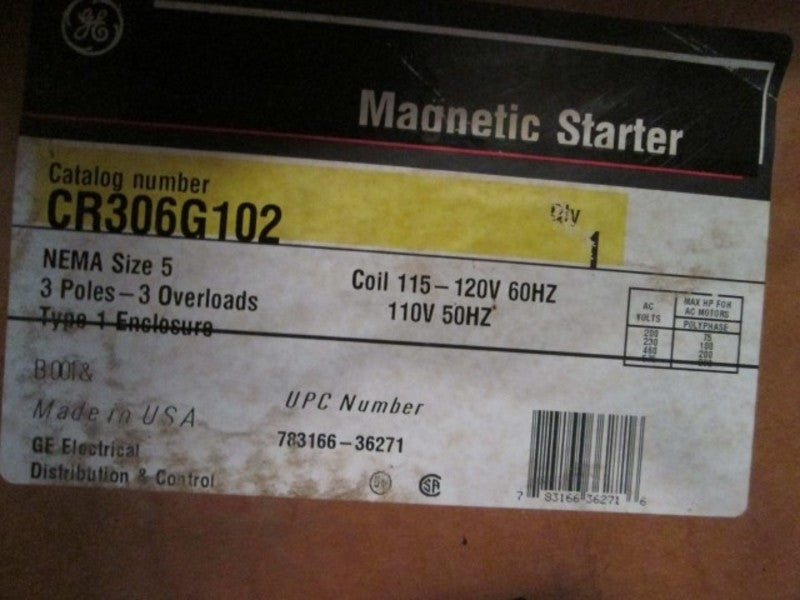 GE
Magnetic Starter
Catalog number
CR306G102
Qty
1
NEMA Size 5
3 Poles-3 Overloads
Type 1 Enclosure
Coil 115-120V 60HZ
110V 50HZ
AC VOLTS
MAX HP FOR
AC MOTORS
POLYPHASE
200 75
230 100
460 200
Made in USA
UPC Number
783166-36271
GE Electrical
Distribution & Control
UL
SA
7 83166 36271 6